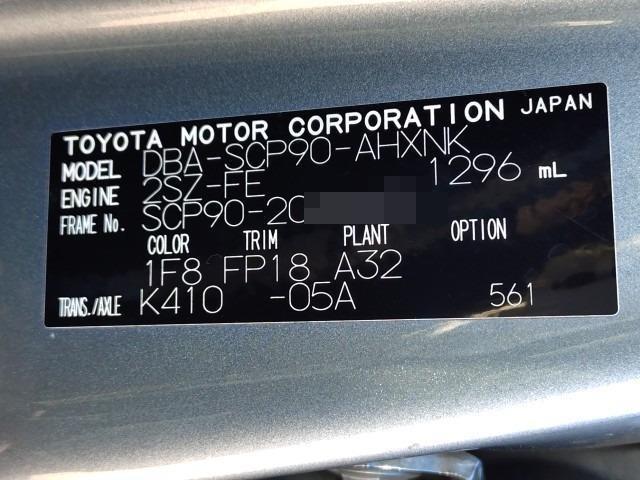 TOYOTA MOTOR CORPORATION JAPAN
MODEL DBA-SCP90-AHXNK
ENGINE 2SZ-FE 1296 mL
FRAME No. SCP90-20
COLOR TRIM PLANT OPTION
1F8 FP18 A32
TRANS./AXLE K410 -05A 561